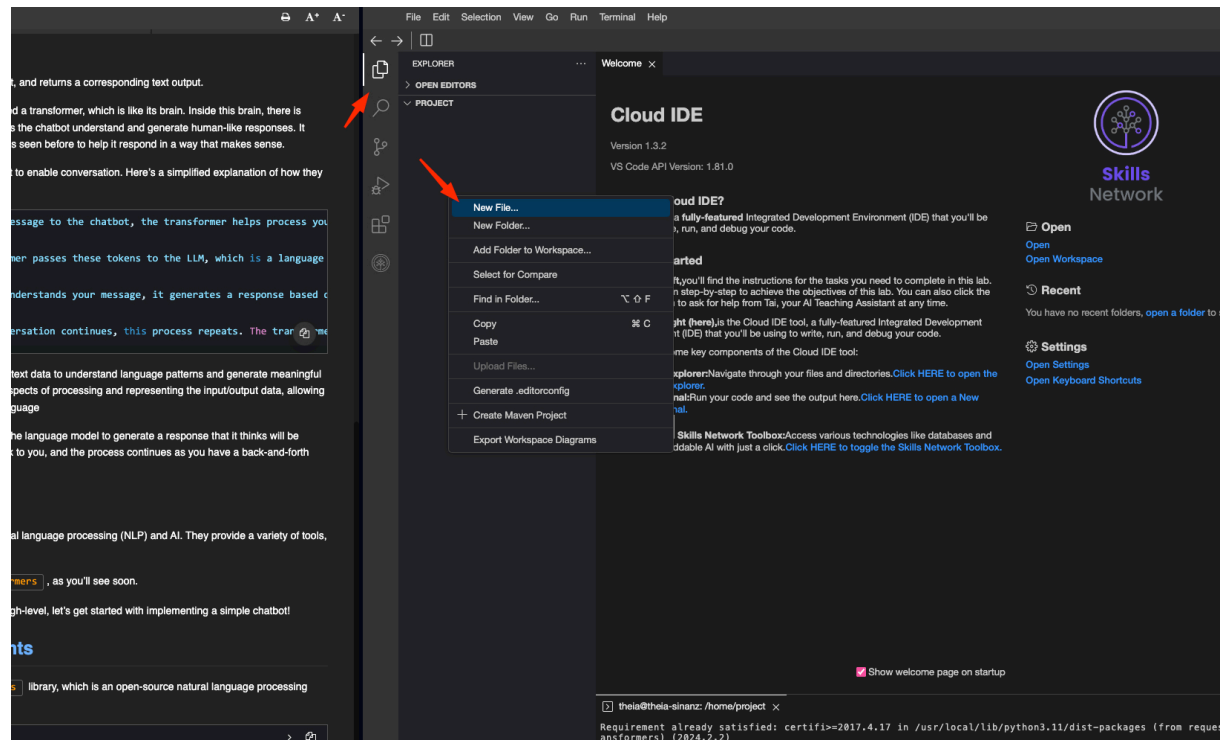 A+ A-
t, and returns a corresponding text output.
ed a transformer, which is like its brain. Inside this brain, there is
s the chatbot understand and generate human-like responses. It
s seen before to help it respond in a way that makes sense.
t to enable conversation. Here's a simplified explanation of how they
essage to the chatbot, the transformer helps process you
mer passes these tokens to the LLM, which is a language
nderstands your message, it generates a response based o
ersation continues, this process repeats. The tran
text data to understand language patterns and generate meaningful
spects of processing and representing the input/output data, allowing
guage
he language model to generate a response that it thinks will be
k to you, and the process continues as you have a back-and-forth
al language processing (NLP) and AI. They provide a variety of tools,
rmers , as you'll see soon.
gh-level, let's get started with implementing a simple chatbot!
nts
s library, which is an open-source natural language processing
File Edit Selection View Go Run Terminal Help
EXPLORER ...
OPEN EDITORS
PROJECT
New File...
New Folder...
Add Folder to Workspace...
Select for Compare
Find in Folder... ⌥⇧F
Copy ⌘C
Paste
Upload Files...
Generate .editorconfig
+ Create Maven Project
Export Workspace Diagrams
Welcome ×
Cloud IDE
Version 1.3.2
VS Code API Version: 1.81.0
oud IDE?
a fully-featured Integrated Development Environment (IDE) that you'll be
e, run, and debug your code.
arted
ft,you'll find the instructions for the tasks you need to complete in this lab.
n step-by-step to achieve the objectives of this lab. You can also click the
to ask for help from Tai, your AI Teaching Assistant at any time.
ght (here),is the Cloud IDE tool, a fully-featured Integrated Development
nt (IDE) that you'll be using to write, run, and debug your code.
me key components of the Cloud IDE tool:
xplorer:Navigate through your files and directories.Click HERE to open the
xplorer.
nal:Run your code and see the output here.Click HERE to open a New
nal.
Skills Network Toolbox:Access various technologies like databases and
ddable AI with just a click.Click HERE to toggle the Skills Network Toolbox.
Skills
Network
Open
Open
Open Workspace
Recent
You have no recent folders, open a folder to
Settings
Open Settings
Open Keyboard Shortcuts
Show welcome page on startup
theia@theia-sinanz: /home/project ×
Requirement already satisfied: certifi>=2017.4.17 in /usr/local/lib/python3.11/dist-packages (from reques
ansformers) (2024.2.2)